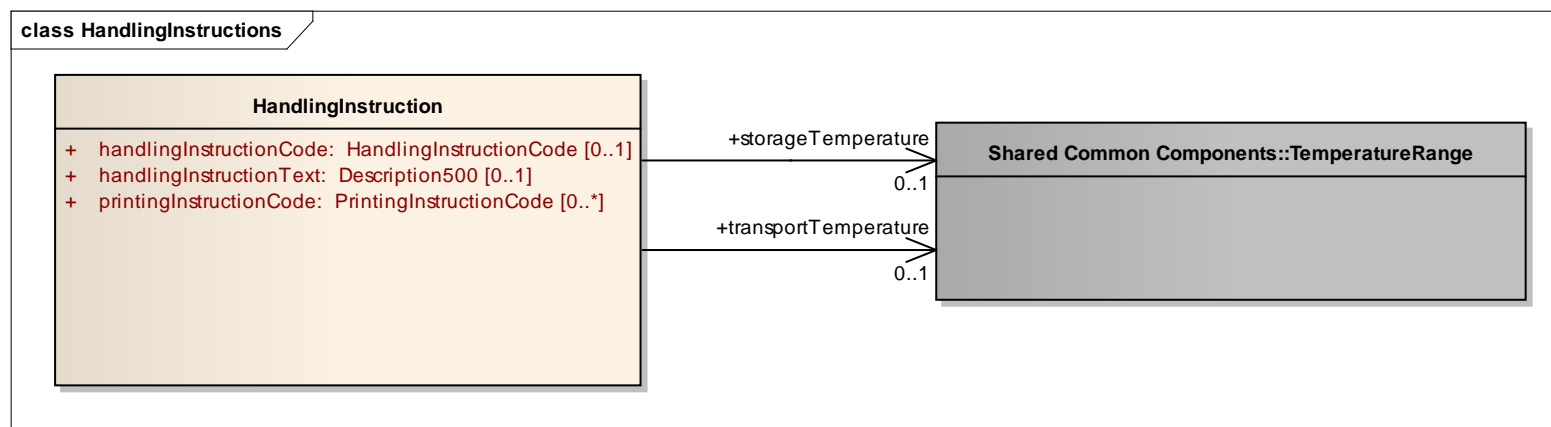 class HandlingInstructions
HandlingInstruction
+ handlingInstructionCode: HandlingInstructionCode [0..1]
+ handlingInstructionText: Description500 [0..1]
+ printingInstructionCode: PrintingInstructionCode [0..*]
+storageTemperature
0..1
+transportTemperature
0..1
Shared Common Components::TemperatureRange